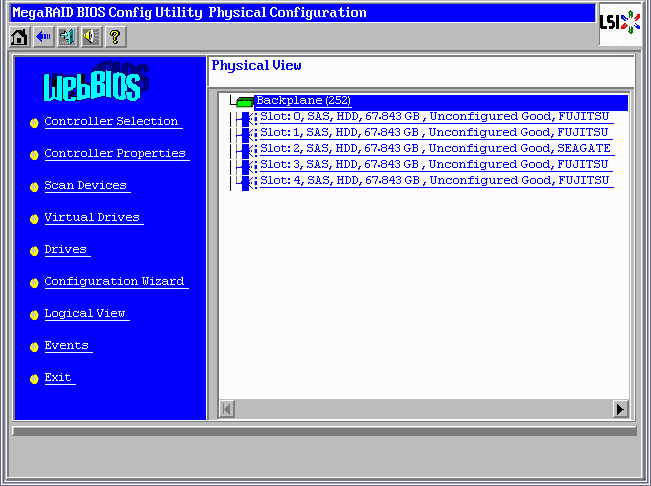 MegaRAID BIOS Config Utility Physical Configuration
LSI
WebBIOS
Physical View
Controller Selection
Controller Properties
Scan Devices
Virtual Drives
Drives
Configuration Wizard
Logical View
Events
Exit
Backplane (252)
Slot: 0, SAS, HDD, 67.843 GB , Unconfigured Good, FUJITSU
Slot: 1, SAS, HDD, 67.843 GB , Unconfigured Good, FUJITSU
Slot: 2, SAS, HDD, 67.843 GB , Unconfigured Good, SEAGATE
Slot: 3, SAS, HDD, 67.843 GB , Unconfigured Good, FUJITSU
Slot: 4, SAS, HDD, 67.843 GB , Unconfigured Good, FUJITSU